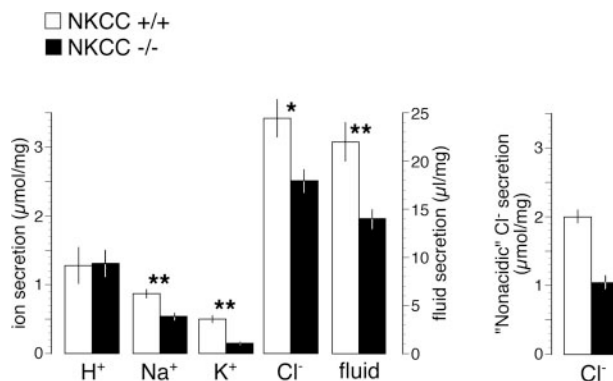 NKCC +/+
NKCC -/-
ion secretion (µmol/mg)
3
2
1
0
**
**
*
**
H⁺
Na⁺
K⁺
Cl⁻
fluid
25
20
15
10
5
0
fluid secretion (µl/mg)
"Nonacidic" Cl⁻ secretion
(µmol/mg)
3
2
1
0
Cl⁻